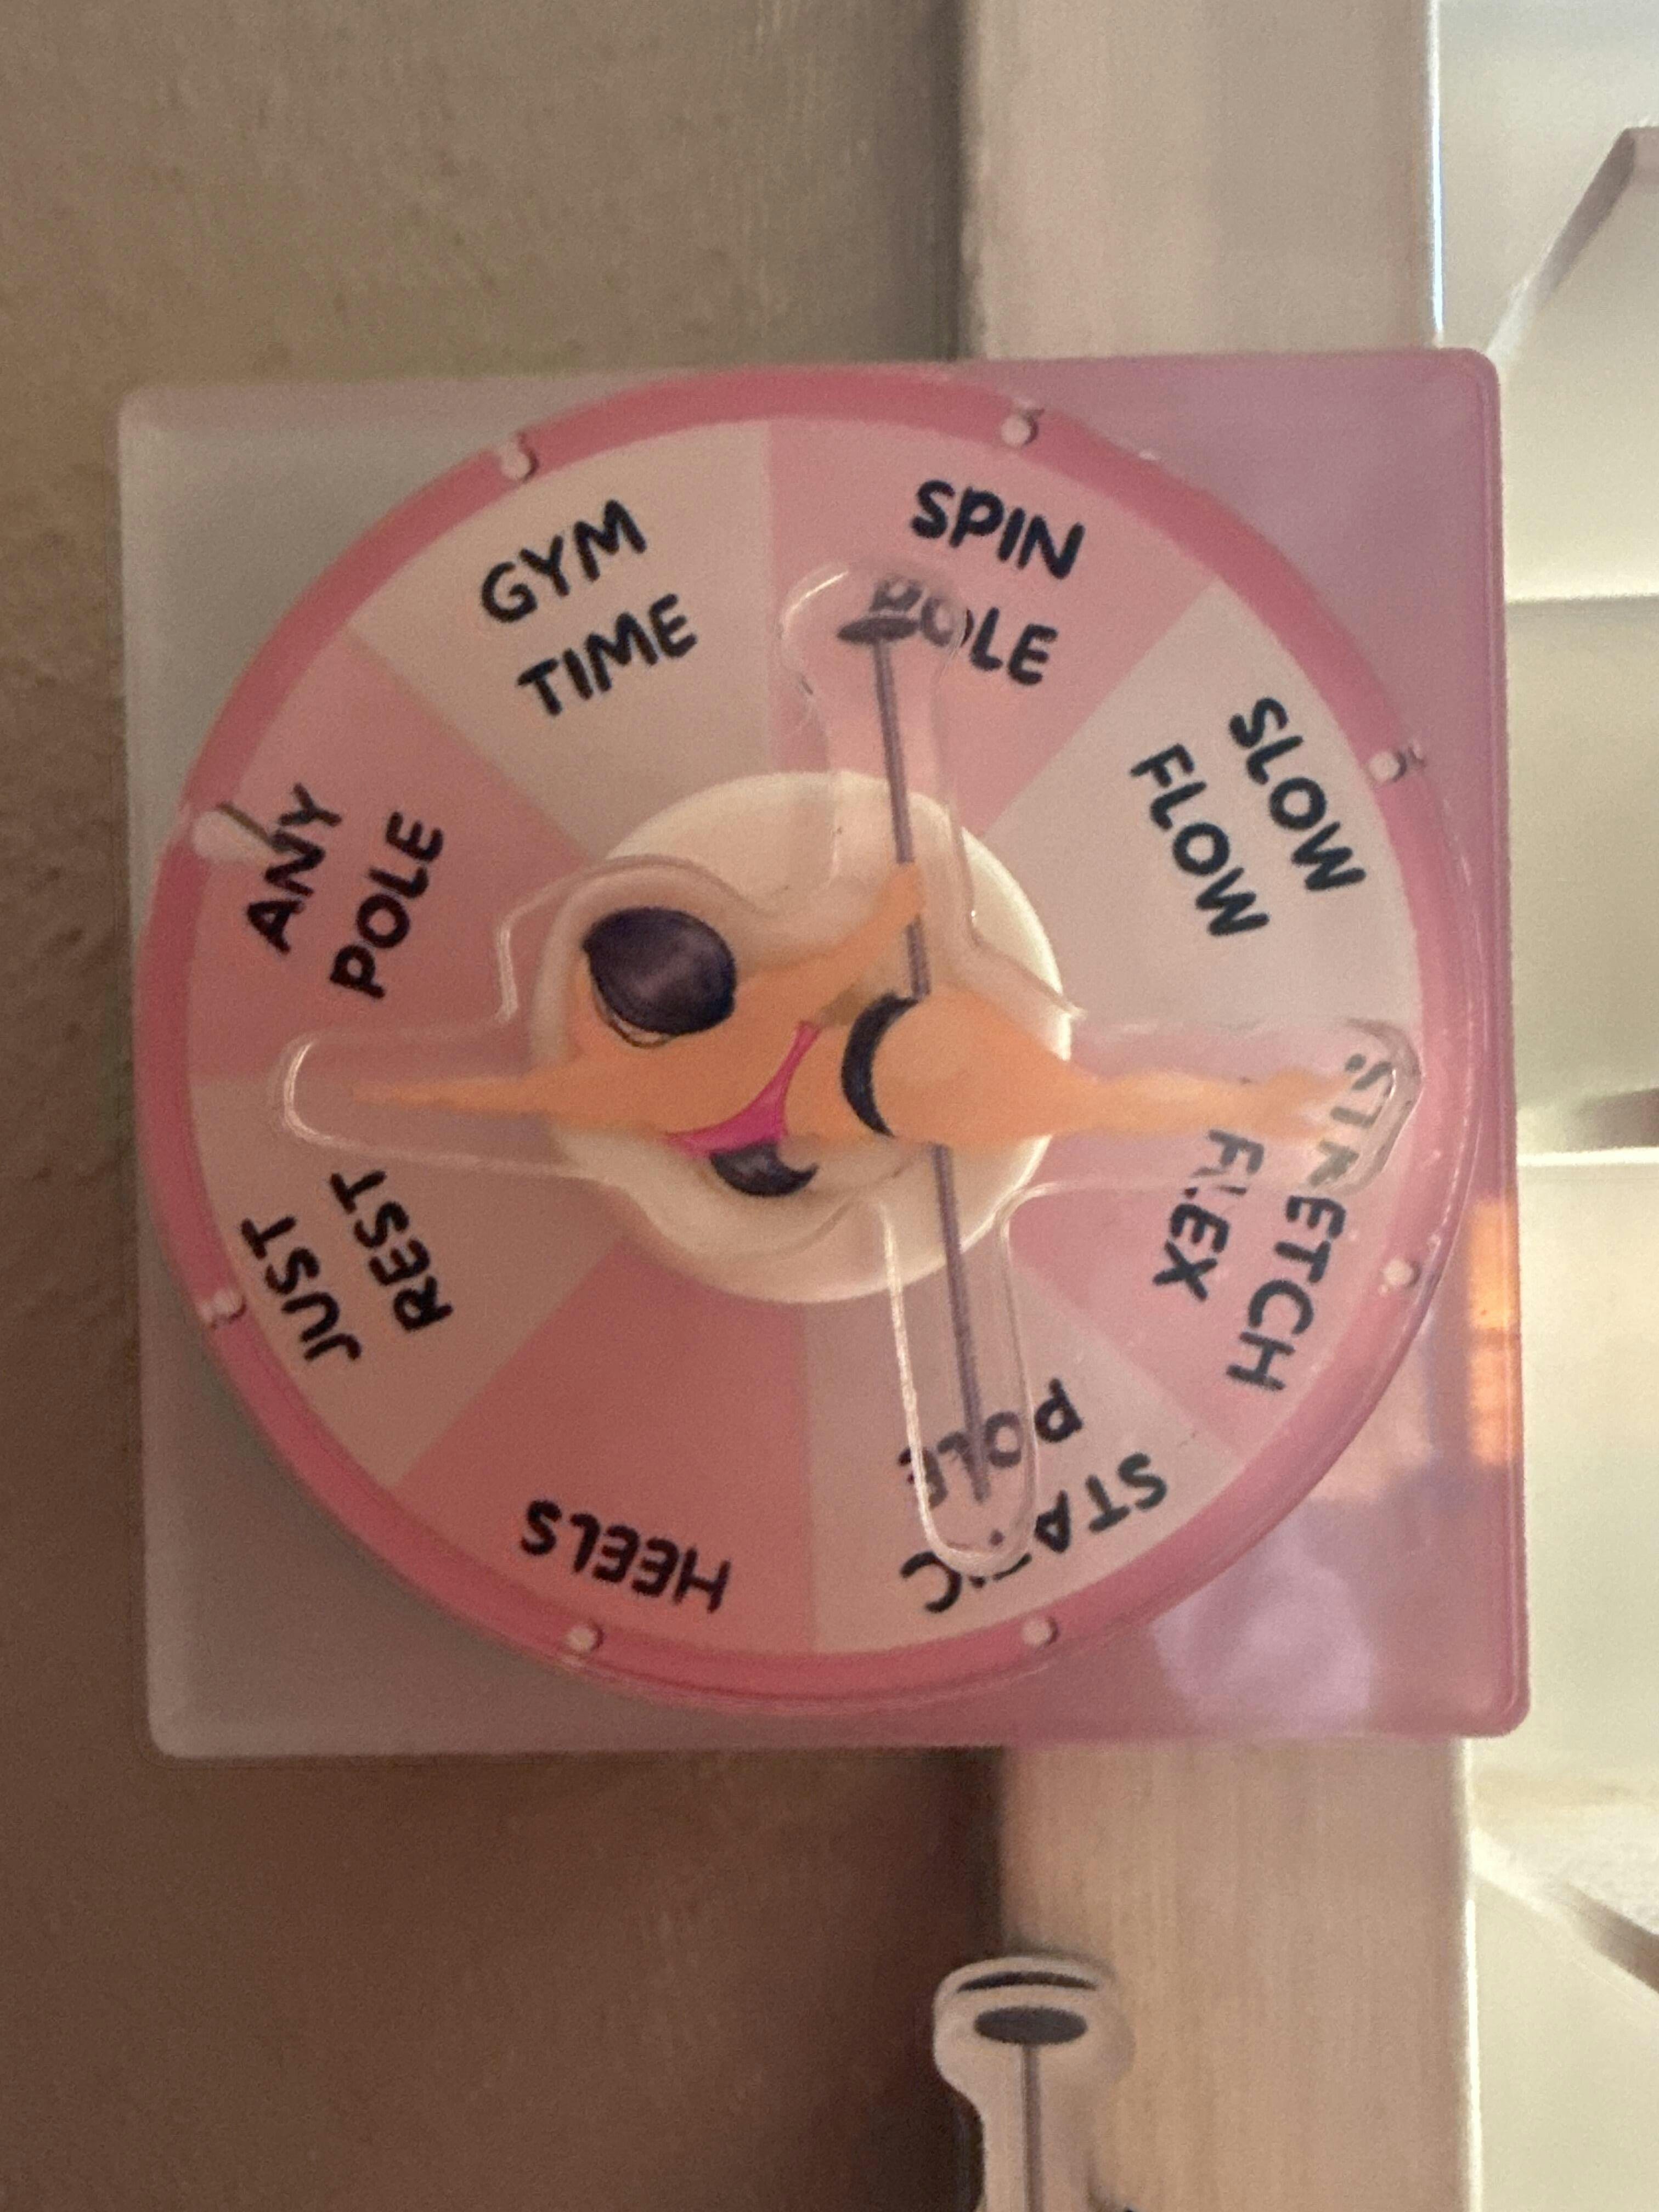 SPIN
POLE
SLOW
FLOW
STRETCH
FLEX
STATIC
POLE
HEELS
JUST
REST
ANY
POLE
GYM
TIME